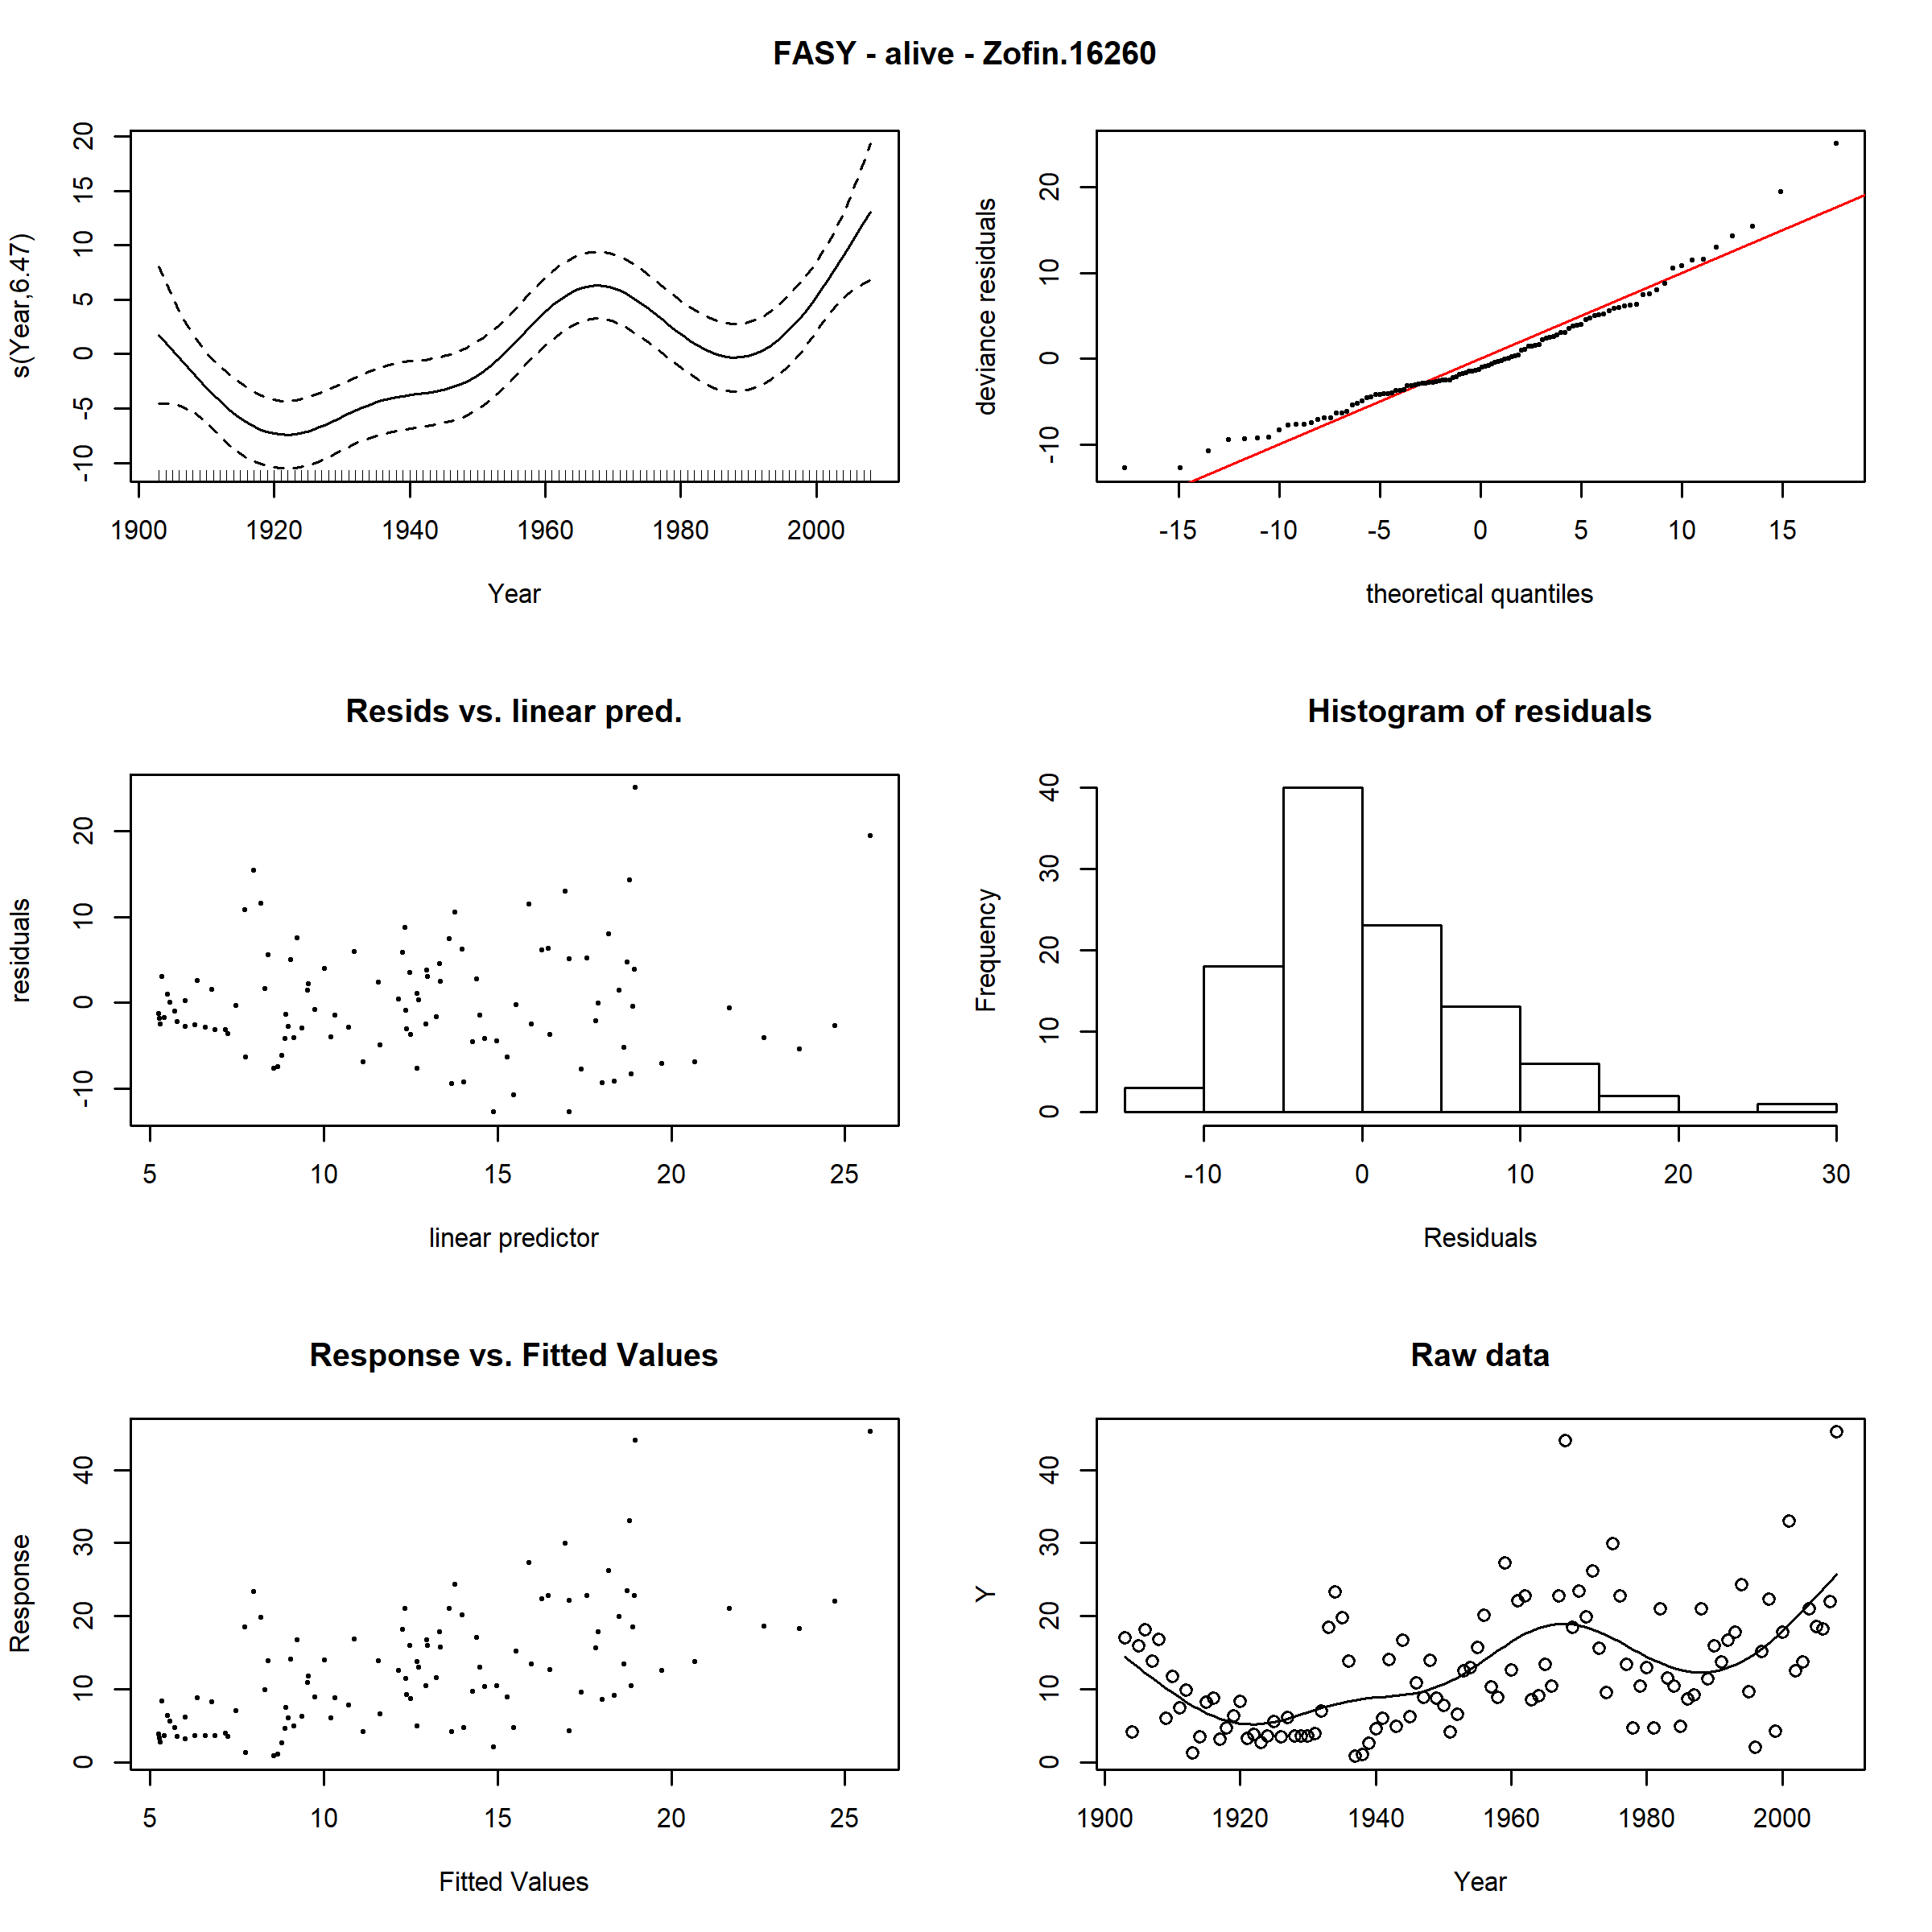 FASY - alive - Zofin.16260
s(Year,6.47)
-10 -5 0 5 10 15 20
1900 1920 1940 1960 1980 2000
Year
deviance residuals
-10 0 10 20
-15 -10 -5 0 5 10 15
theoretical quantiles
Resids vs. linear pred.
residuals
-10 0 10 20
5 10 15 20 25
linear predictor
Histogram of residuals
Frequency
0 10 20 30 40
-10 0 10 20 30
Residuals
Response vs. Fitted Values
Response
0 10 20 30 40
5 10 15 20 25
Fitted Values
Raw data
Y
0 10 20 30 40
1900 1920 1940 1960 1980 2000
Year